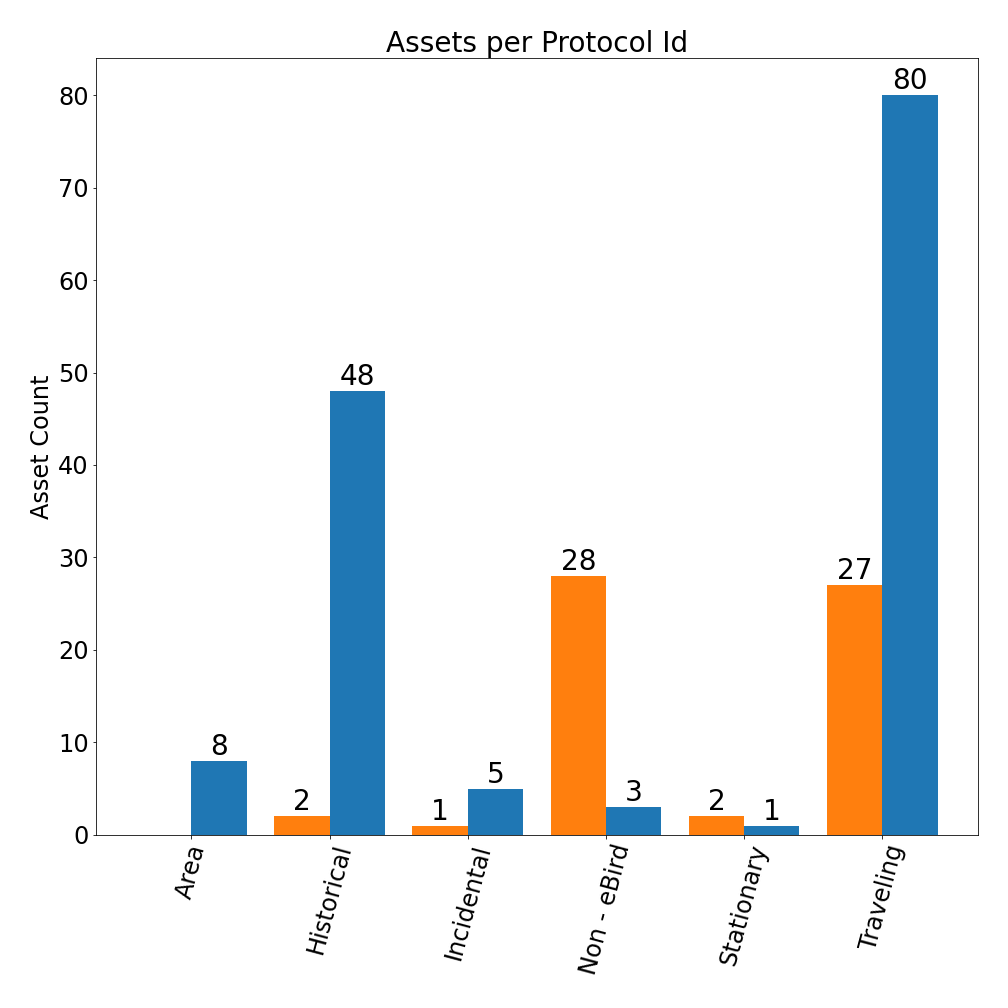 Assets per Protocol Id
Asset Count
80
70
60
50
40
30
20
10
0
8
2
48
1
5
28
3
2
1
27
80
Area
Historical
Incidental
Non - eBird
Stationary
Traveling